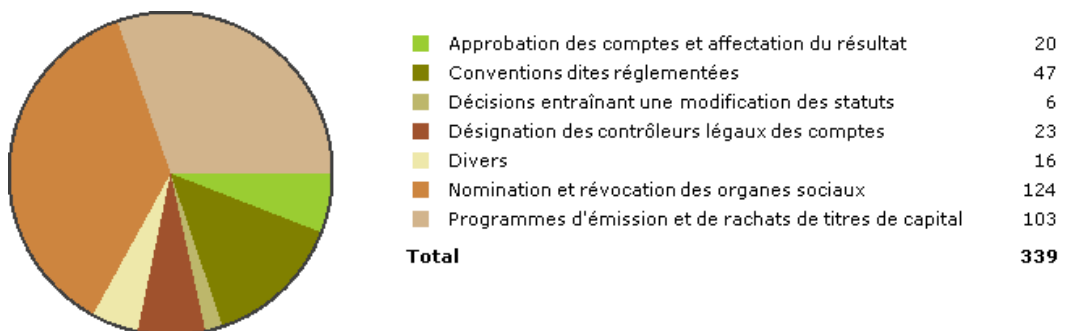 Approbation des comptes et affectation du résultat 20
Conventions dites réglementées 47
Décisions entraînant une modification des statuts 6
Désignation des contrôleurs légaux des comptes 23
Divers 16
Nomination et révocation des organes sociaux 124
Programmes d'émission et de rachats de titres de capital 103
Total 339